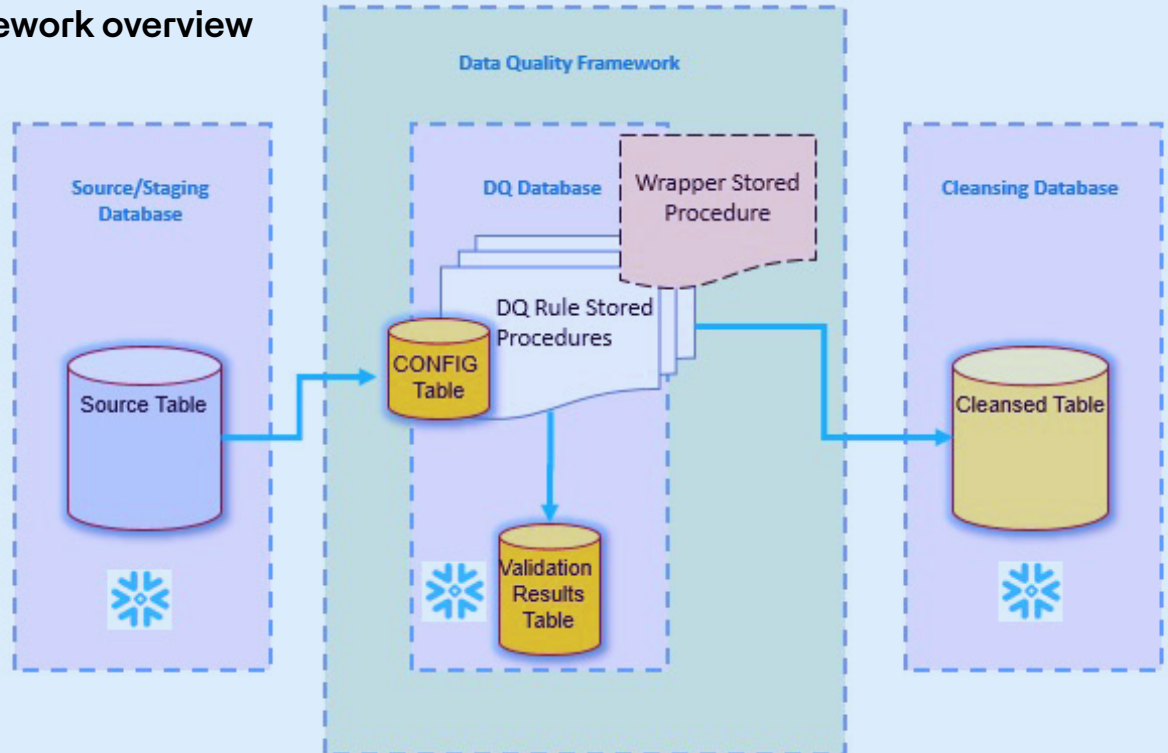 ework overview
Data Quality Framework
Source/Staging
Database
DQ Database
Wrapper Stored
Procedure
Cleansing Database
DQ Rule Stored
Procedures
CONFIG
Table
Source Table
Cleansed Table
Validation
Results
Table